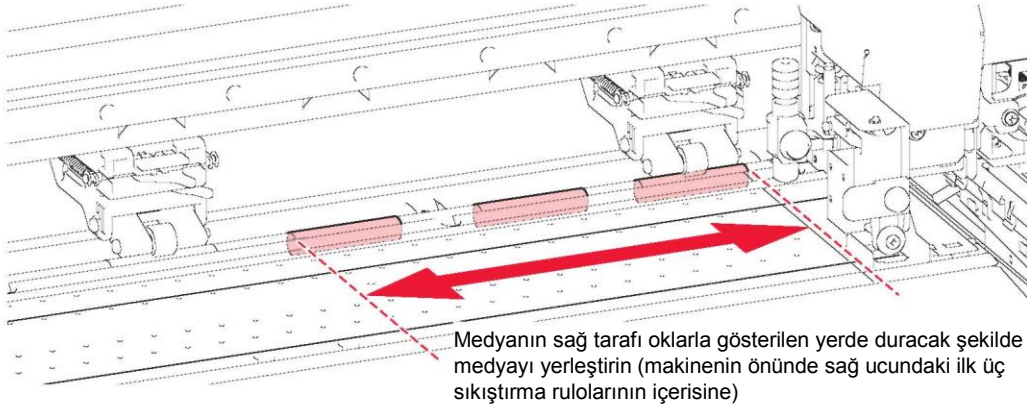 Medyanın sağ tarafı oklarla gösterilen yerde duracak şekilde
medyayı yerleştirin (makinenin önünde sağ ucundaki ilk üç
sıkıştırma rulolarının içerisine)